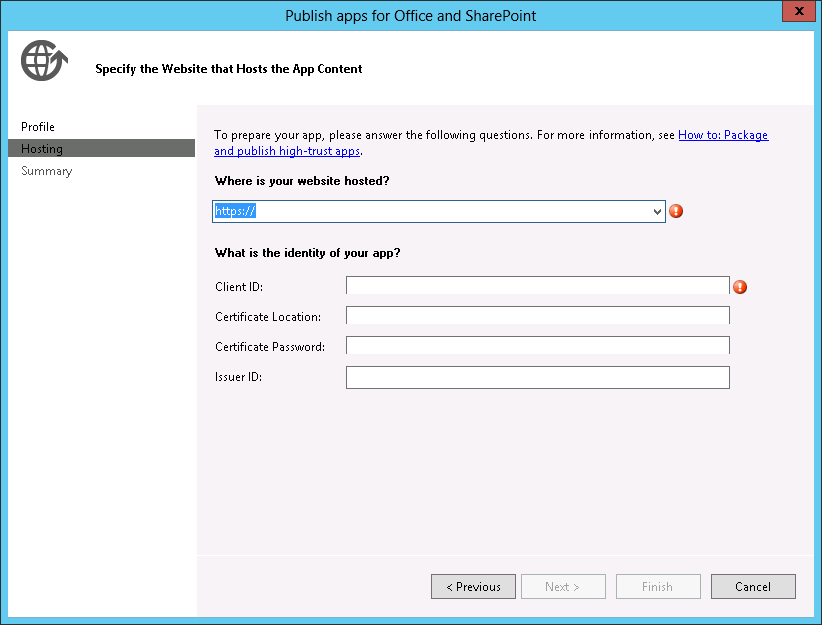 Publish apps for Office and SharePoint
x
Specify the Website that Hosts the App Content
Profile
Hosting
Summary
To prepare your app, please answer the following questions. For more information, see How to: Package
and publish high-trust apps.
Where is your website hosted?
https://
What is the identity of your app?
Client ID:
Certificate Location:
Certificate Password:
Issuer ID:
< Previous
Next >
Finish
Cancel